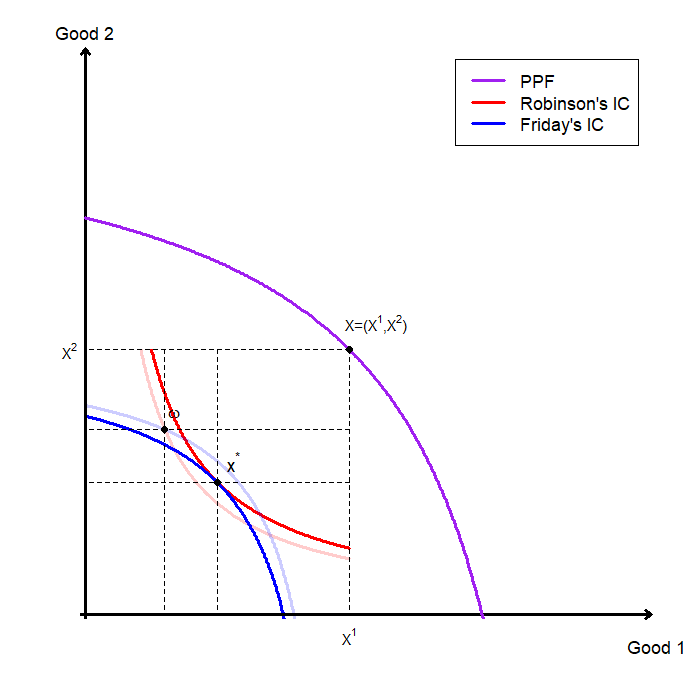 Good 2
PPF
Robinson's IC
Friday's IC
X=(X¹,X²)
X²
ω
x*
X¹
Good 1